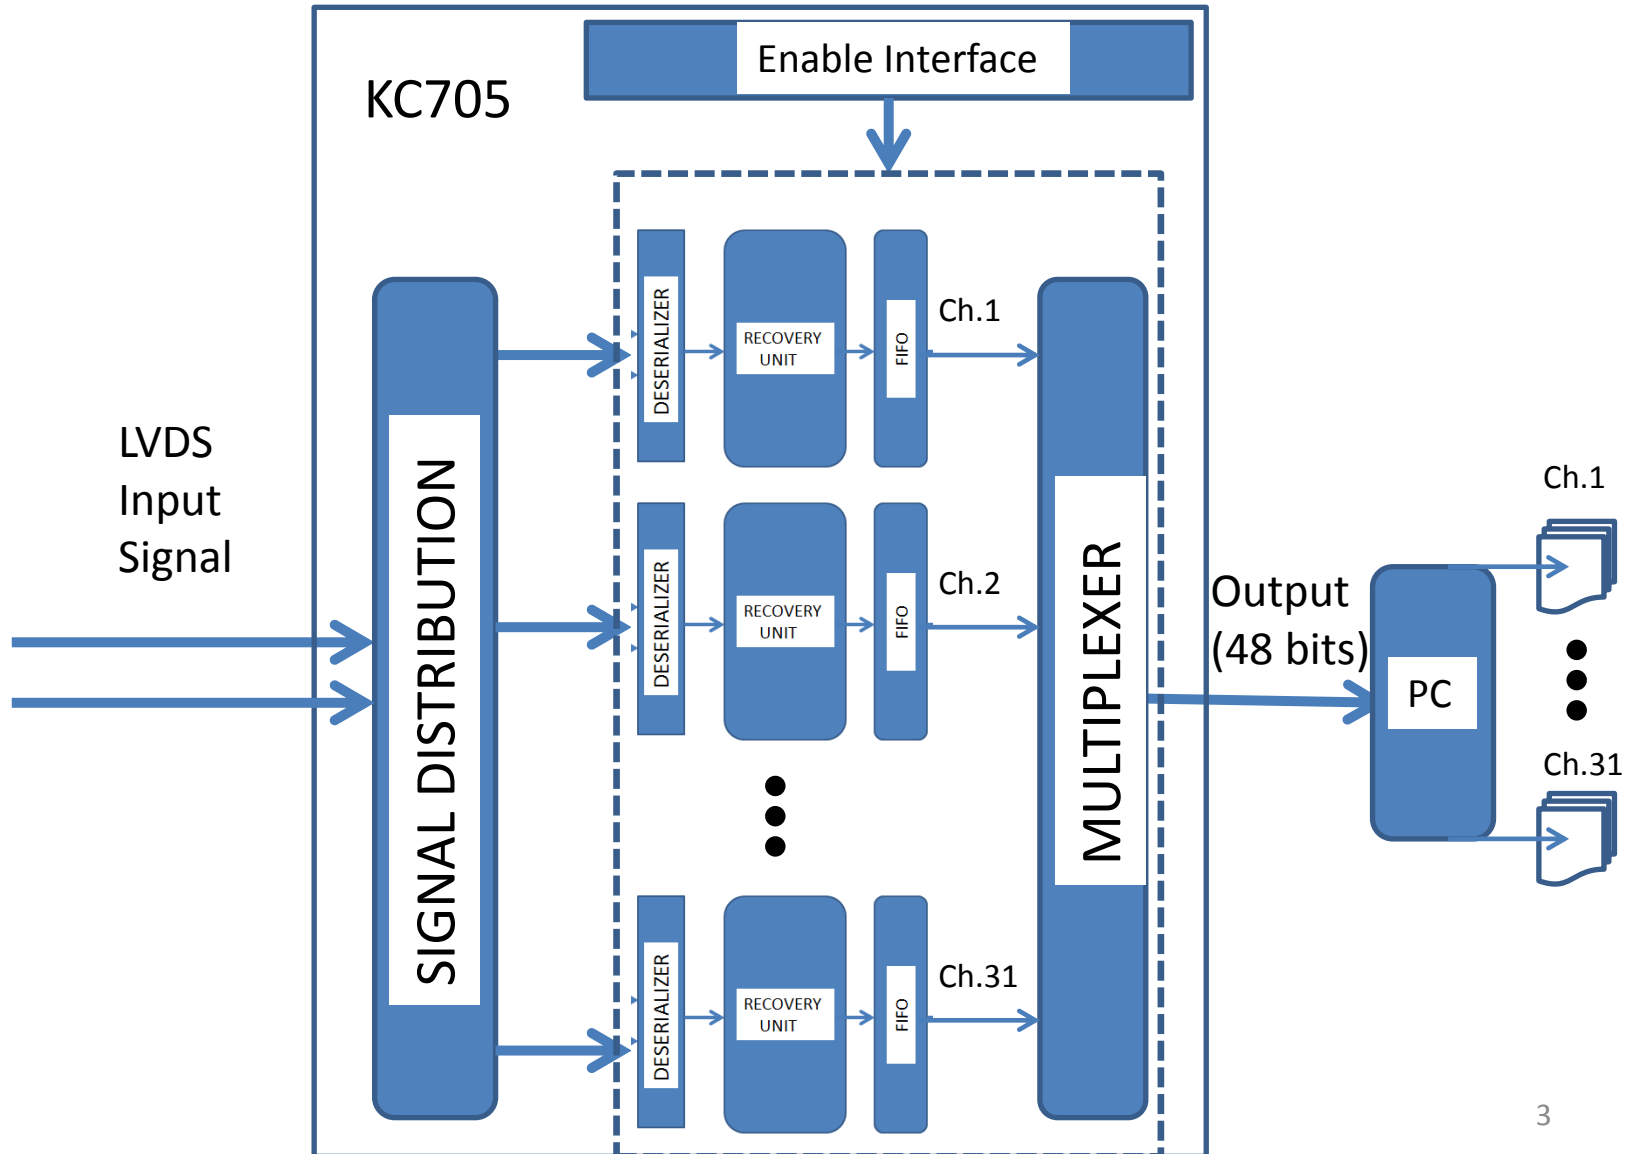 Enable Interface
KC705
LVDS
Input
Signal
SIGNAL DISTRIBUTION
DESERIALIZER
RECOVERY
UNIT
FIFO
Ch.1
DESERIALIZER
RECOVERY
UNIT
FIFO
Ch.2
DESERIALIZER
RECOVERY
UNIT
FIFO
Ch.31
MULTIPLEXER
Output
(48 bits)
PC
Ch.1
Ch.31
3